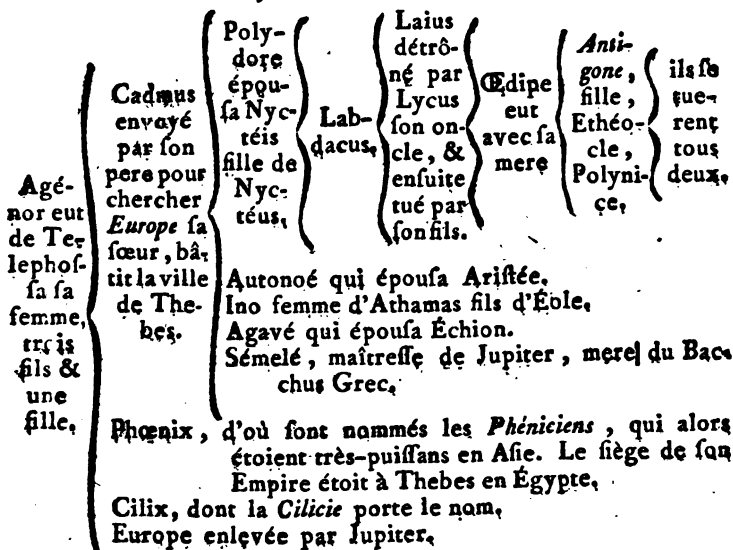 Agé-
nor eut
de Te-
lephos-
sa sa
femme,
trois
fils &
une
fille.
Cadmus
envoyé
par son
pere pour
chercher
Europe sa
sœur, bâ-
tit la ville
de The-
bes.
Poly-
dore
épou-
sa Nyc-
téis
fille de
Nyc-
téus.
Lab-
dacus.
Laius
détrô-
né par
Lycus
son on-
cle, &
ensuite
tué par
son fils.
Œdipe
eut
avec sa
mere
Anti-
gone,
fille,
Ethéo-
cle,
Polyni-
ce.
ils se
tue-
rent
tous
deux.
Autonoé qui épousa Aristée.
Ino femme d'Athamas fils d'Éole.
Agavé qui épousa Échion.
Sémelé, maîtresse de Jupiter, mere du Bac-
chus Grec.
Phœnix, d'où sont nommés les Phéniciens, qui alors
étoient très-puissans en Asie. Le siège de son
Empire étoit à Thebes en Égypte.
Cilix, dont la Cilicie porte le nom.
Europe enlevée par Jupiter.